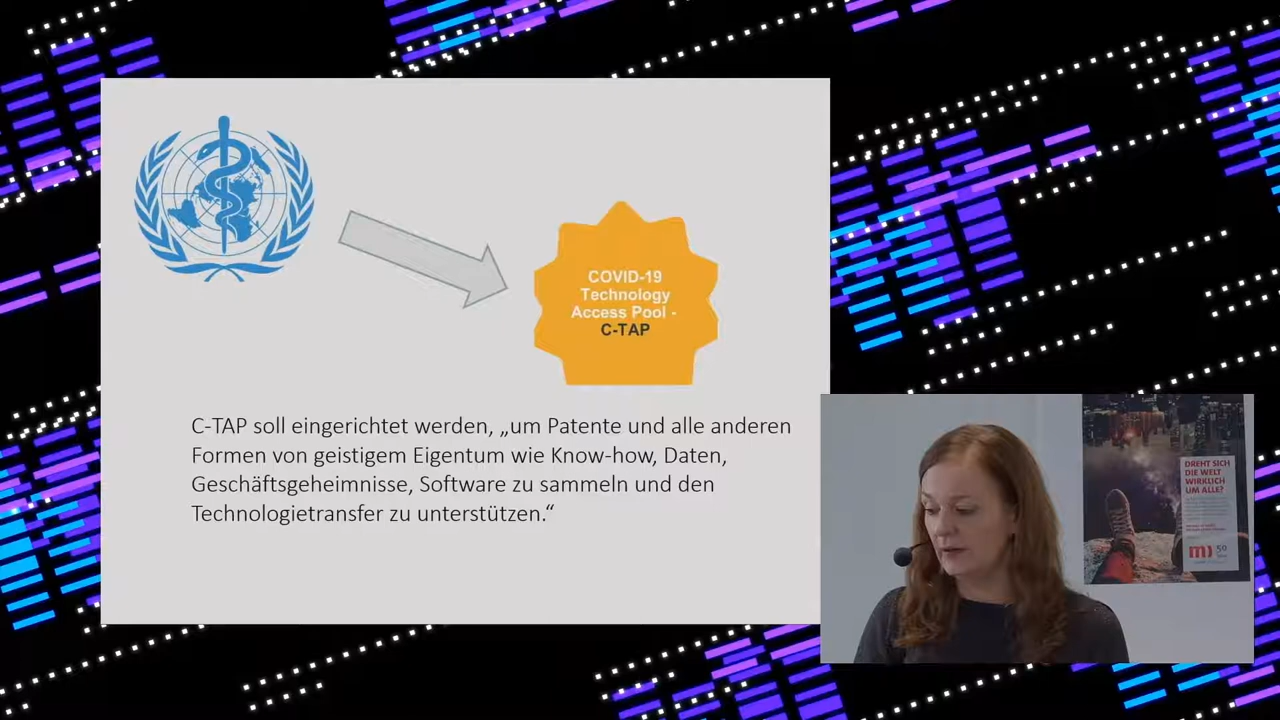 COVID-19
Technology
Access Pool -
C-TAP
C-TAP soll eingerichtet werden, „um Patente und alle anderen
Formen von geistigem Eigentum wie Know-how, Daten,
Geschäftsgeheimnisse, Software zu sammeln und den
Technologietransfer zu unterstützen.“
DREHT SICH
DIE WELT
WIRKLICH
UM ALLE?
50